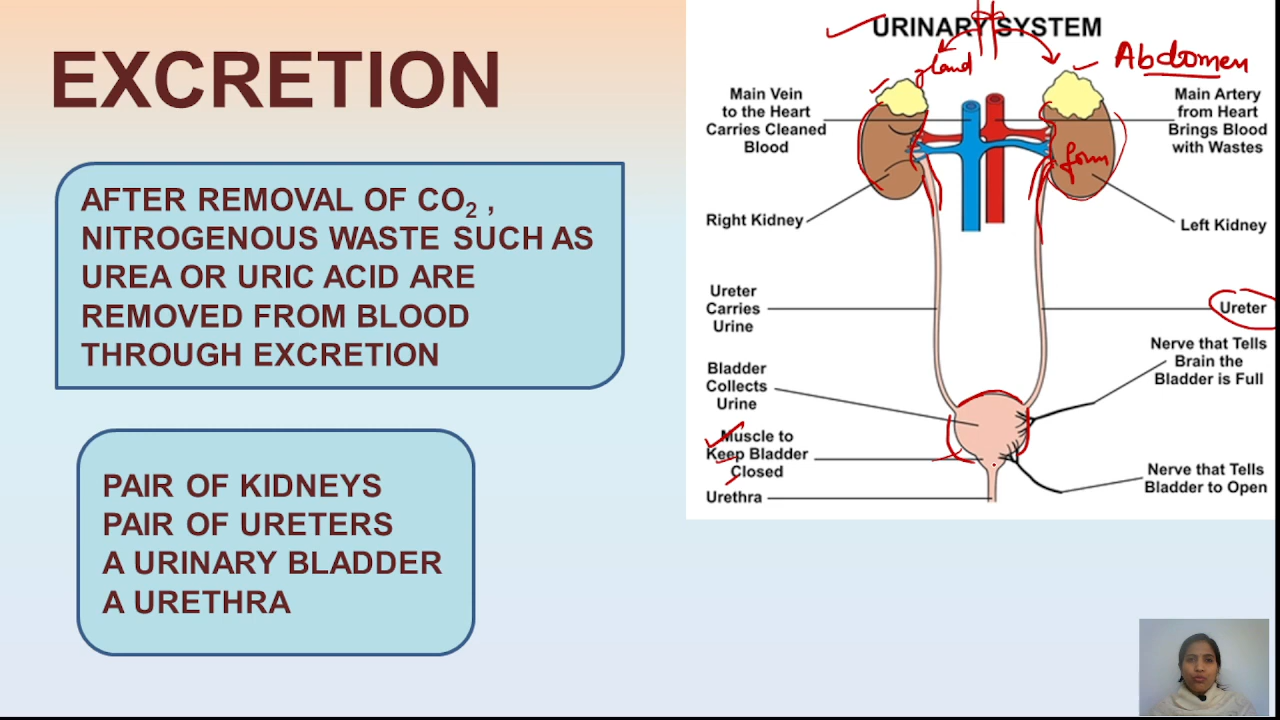 EXCRETION
AFTER REMOVAL OF CO2 ,
NITROGENOUS WASTE SUCH AS
UREA OR URIC ACID ARE
REMOVED FROM BLOOD
THROUGH EXCRETION
PAIR OF KIDNEYS
PAIR OF URETERS
A URINARY BLADDER
A URETHRA
URINARY SYSTEM
gland
Abdomen
Main Vein
to the Heart
Carries Cleaned
Blood
Main Artery
from Heart
Brings Blood
with Wastes
form
Right Kidney
Left Kidney
Ureter
Carries
Urine
Ureter
Nerve that Tells
Brain the
Bladder is Full
Bladder
Collects
Urine
Muscle to
Keep Bladder
Closed
Nerve that Tells
Bladder to Open
Urethra